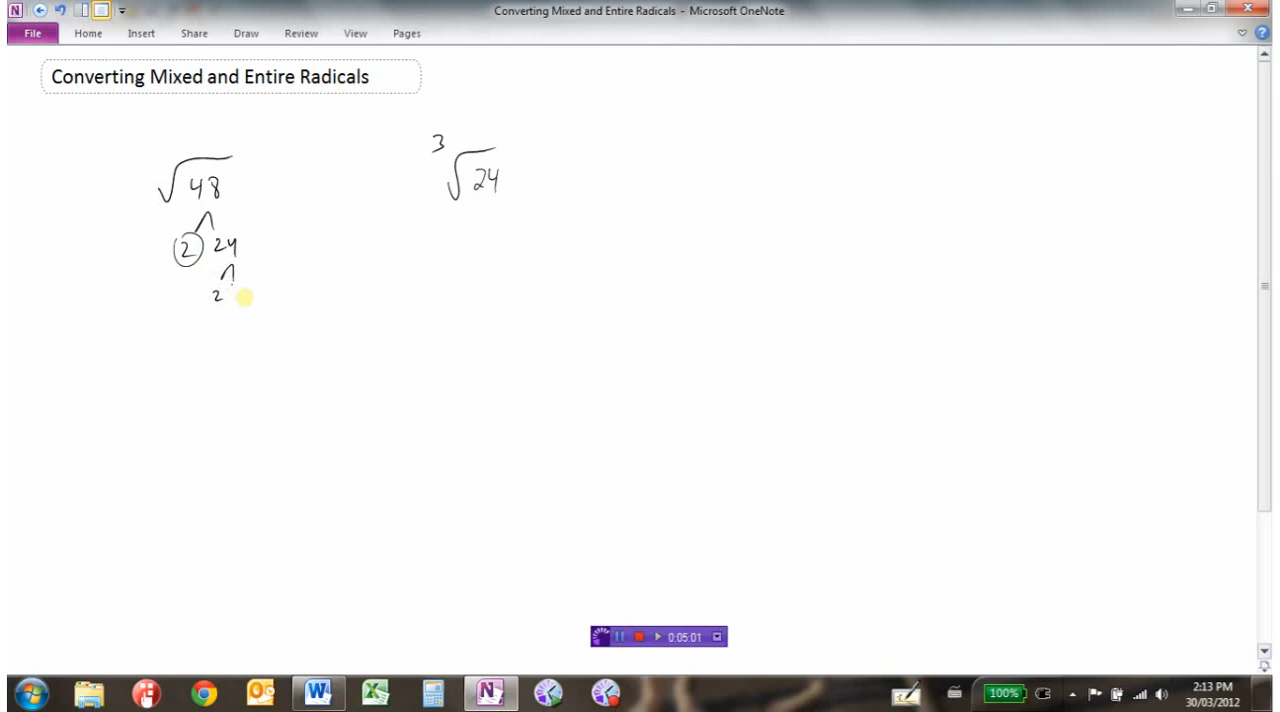 Converting Mixed and Entire Radicals - Microsoft OneNote
File Home Insert Share Draw Review View Pages
Converting Mixed and Entire Radicals
√48
3√24
2 24
2
0:05:01
100%
2:13 PM
30/03/2012